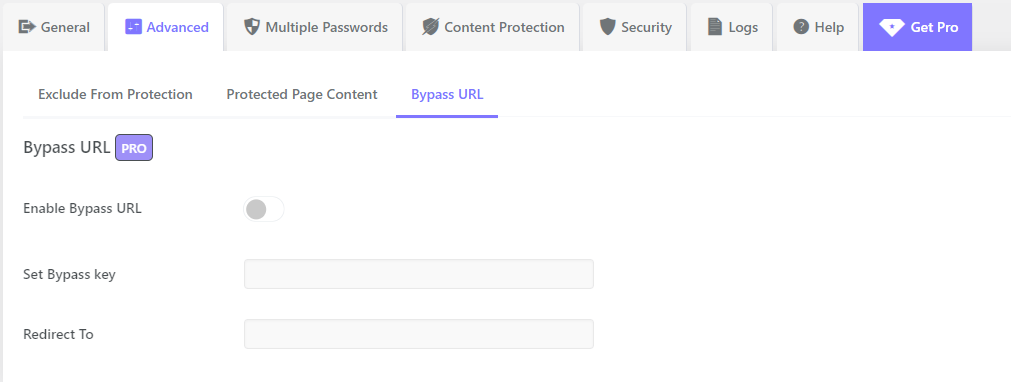 General Advanced Multiple Passwords Content Protection Security Logs Help Get Pro
Exclude From Protection Protected Page Content Bypass URL
Bypass URL PRO
Enable Bypass URL
Set Bypass key
Redirect To